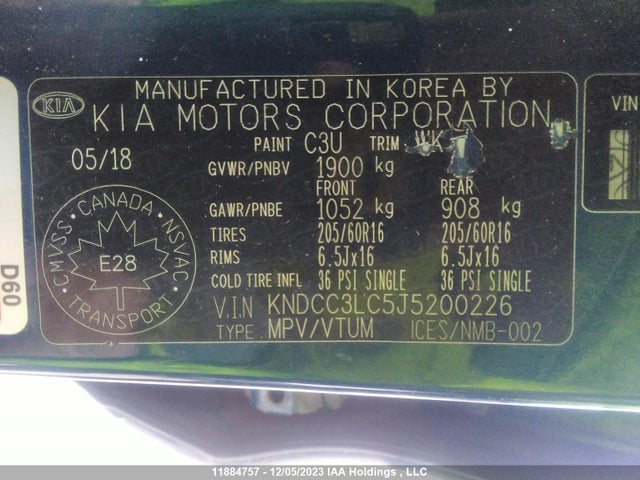 MANUFACTURED IN KOREA BY
KIA
KIA MOTORS CORPORATION
05/18
PAINT C3U TRIM WK
GVWR/PNBV 1900 kg
FRONT REAR
GAWR/PNBE 1052 kg 908 kg
TIRES 205/60R16 205/60R16
RIMS 6.5Jx16 6.5Jx16
COLD TIRE INFL 36 PSI SINGLE 36 PSI SINGLE
V.I.N KNDCC3LC5J5200226
TYPE MPV/VTUM ICES/NMB-002
CMVSS · CANADA · NSVAC
E28
TRANSPORT
D60
VIN
11884757 - 12/05/2023 IAA Holdings , LLC